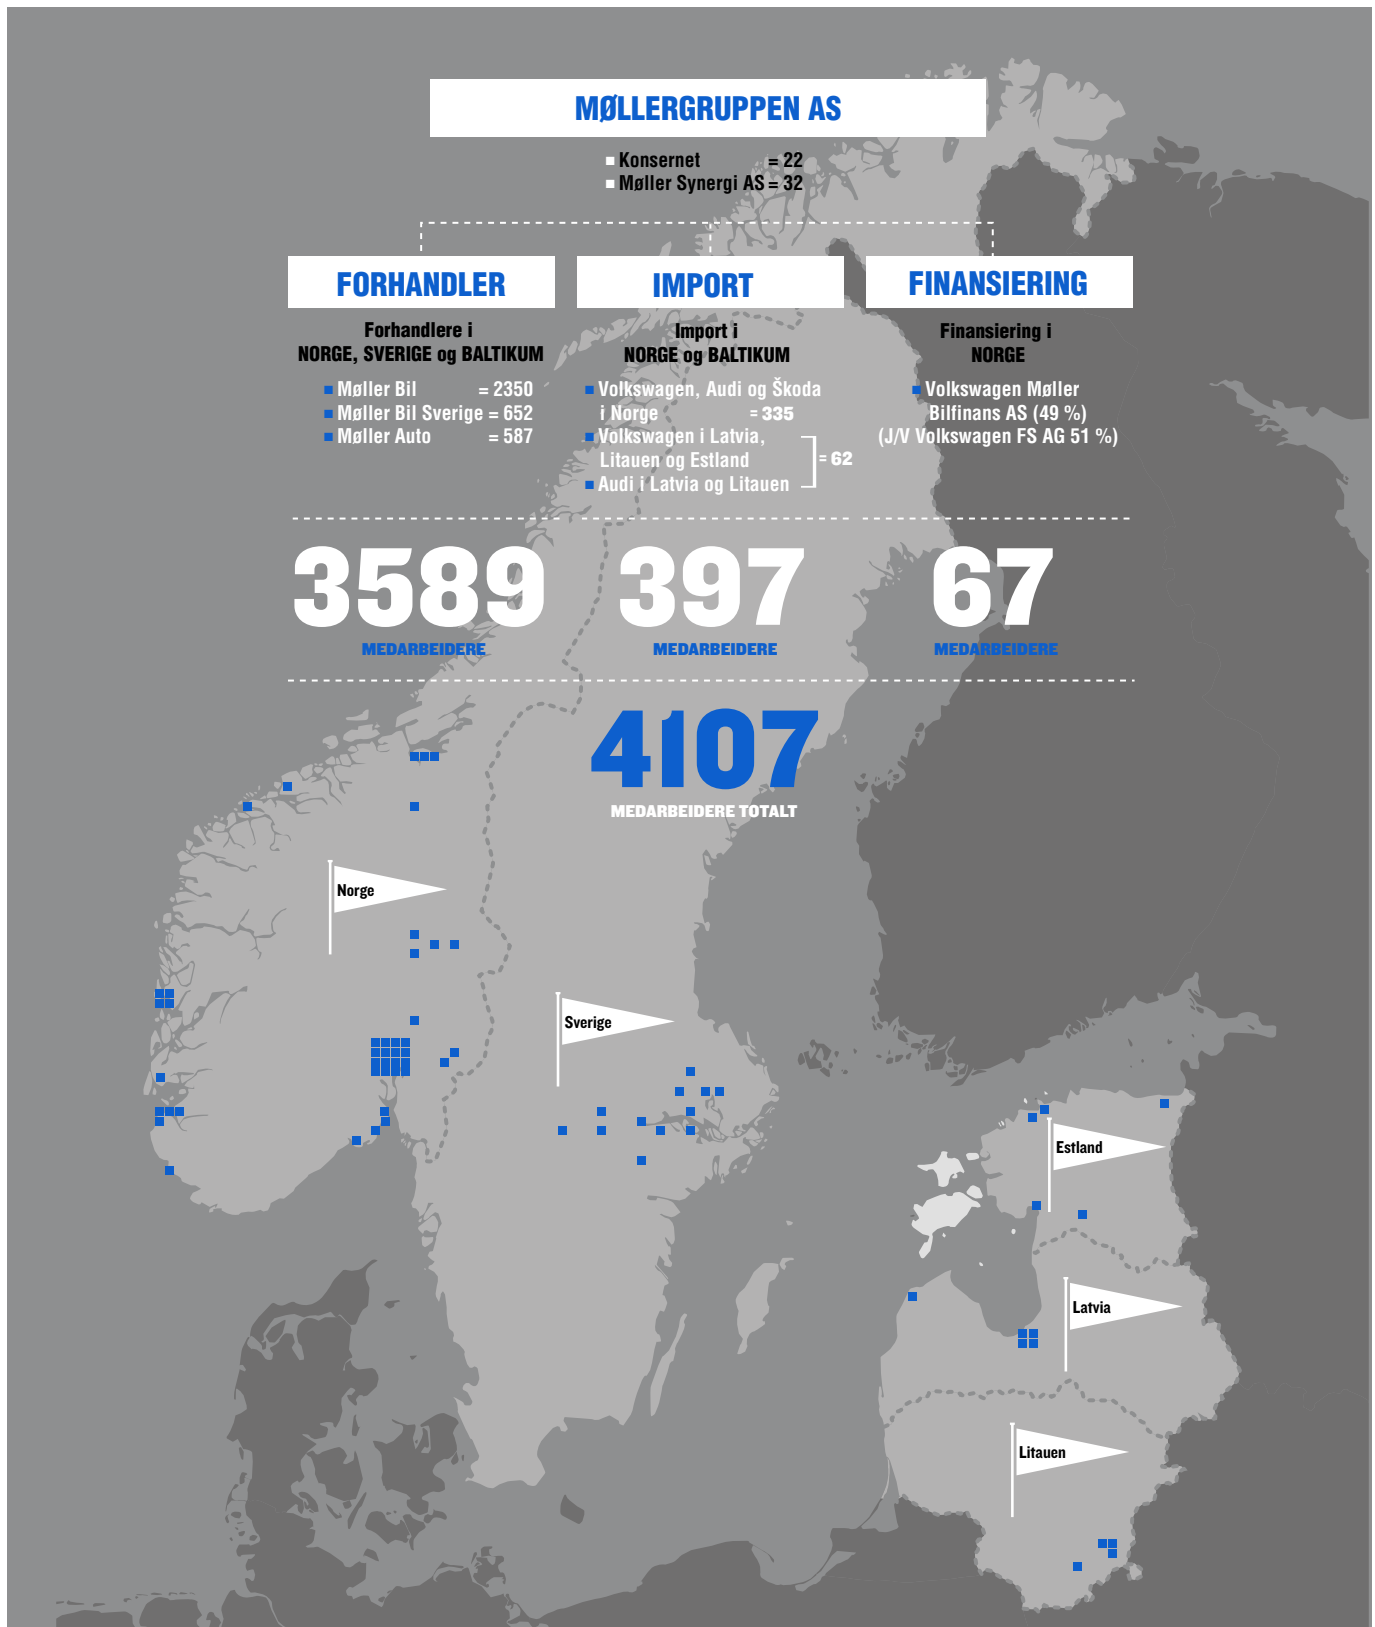 MØLLERGRUPPEN AS
Konsernet = 22
Møller Synergi AS = 32
FORHANDLER
Forhandlere i
NORGE, SVERIGE og BALTIKUM
Møller Bil = 2350
Møller Bil Sverige = 652
Møller Auto = 587
3589
MEDARBEIDERE
IMPORT
Import i
NORGE og BALTIKUM
Volkswagen, Audi og Škoda
i Norge = 335
Volkswagen i Latvia,
Litauen og Estland
= 62
Audi i Latvia og Litauen
397
MEDARBEIDERE
FINANSIERING
Finansiering i
NORGE
Volkswagen Møller
Bilfinans AS (49 %)
(J/V Volkswagen FS AG 51 %)
67
MEDARBEIDERE
4107
MEDARBEIDERE TOTALT
Norge
Sverige
Estland
Latvia
Litauen